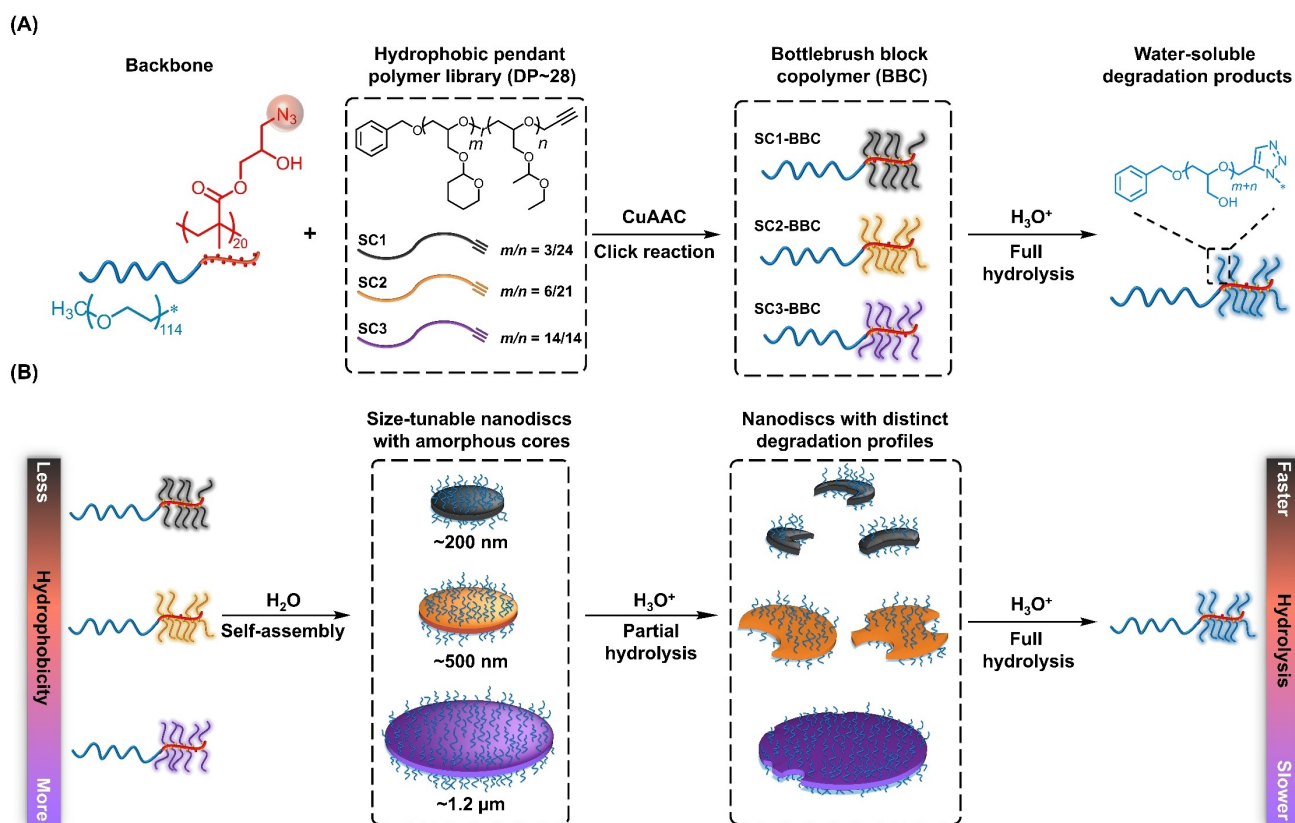 (A)
Backbone
N3
OH
O
O
20
H3C
O
*
114
+
Hydrophobic pendant
polymer library (DP~28)
O
O
r
O
m
n
O
O
O
O
SC1
m/n = 3/24
SC2
m/n = 6/21
SC3
m/n = 14/14
CuAAC
Click reaction
Bottlebrush block
copolymer (BBC)
SC1-BBC
SC2-BBC
SC3-BBC
H3O+
Full
hydrolysis
Water-soluble
degradation products
O
O
m+n
OH
N
N
N
*
(B)
Less
Hydrophobicity
More
H2O
Self-assembly
Size-tunable nanodiscs
with amorphous cores
~200 nm
~500 nm
~1.2 μm
H3O+
Partial
hydrolysis
Nanodiscs with distinct
degradation profiles
H3O+
Full
hydrolysis
Faster
Hydrolysis
Slower